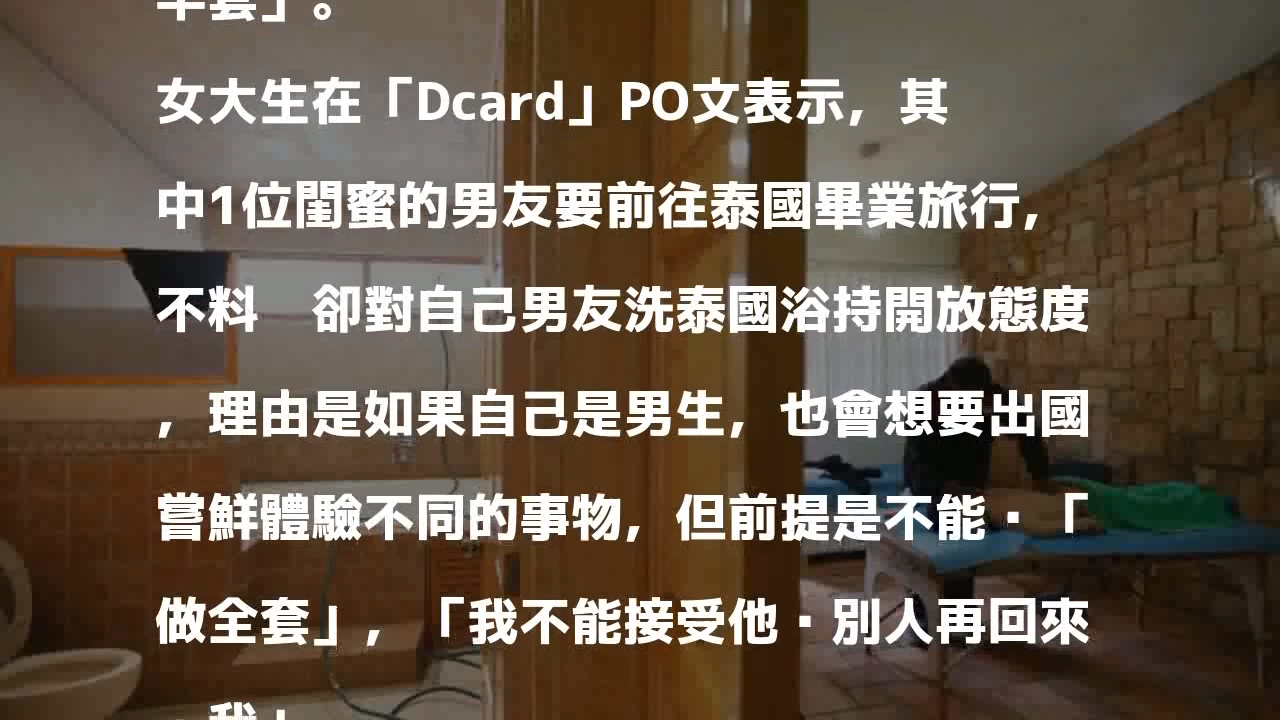 半套」。
女大生在「Dcard」PO文表示，其
中1位閨蜜的男友要前往泰國畢業旅行，
不料　卻對自己男友洗泰國浴持開放態度
，理由是如果自己是男生，也會想要出國
嘗鮮體驗不同的事物，但前提是不能·「
做全套」，「我不能接受他·別人再回來
·我」